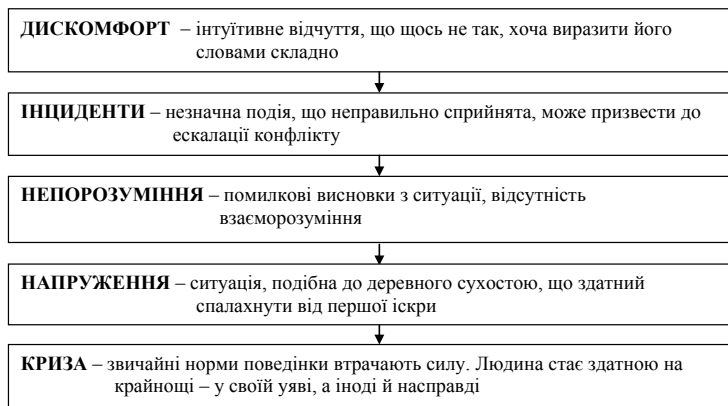 ДИСКОМФОРТ – інтуїтивне відчуття, що щось не так, хоча виразити його
словами складно
ІНЦИДЕНТИ – незначна подія, що неправильно сприйнята, може призвести до
ескалації конфлікту
НЕПОРОЗУМІННЯ – помилкові висновки з ситуації, відсутність
взаєморозуміння
НАПРУЖЕННЯ – ситуація, подібна до деревного сухостою, що здатний
спалахнути від першої іскри
КРИЗА – звичайні норми поведінки втрачають силу. Людина стає здатною на
крайнощі – у своїй уяві, а іноді й насправді